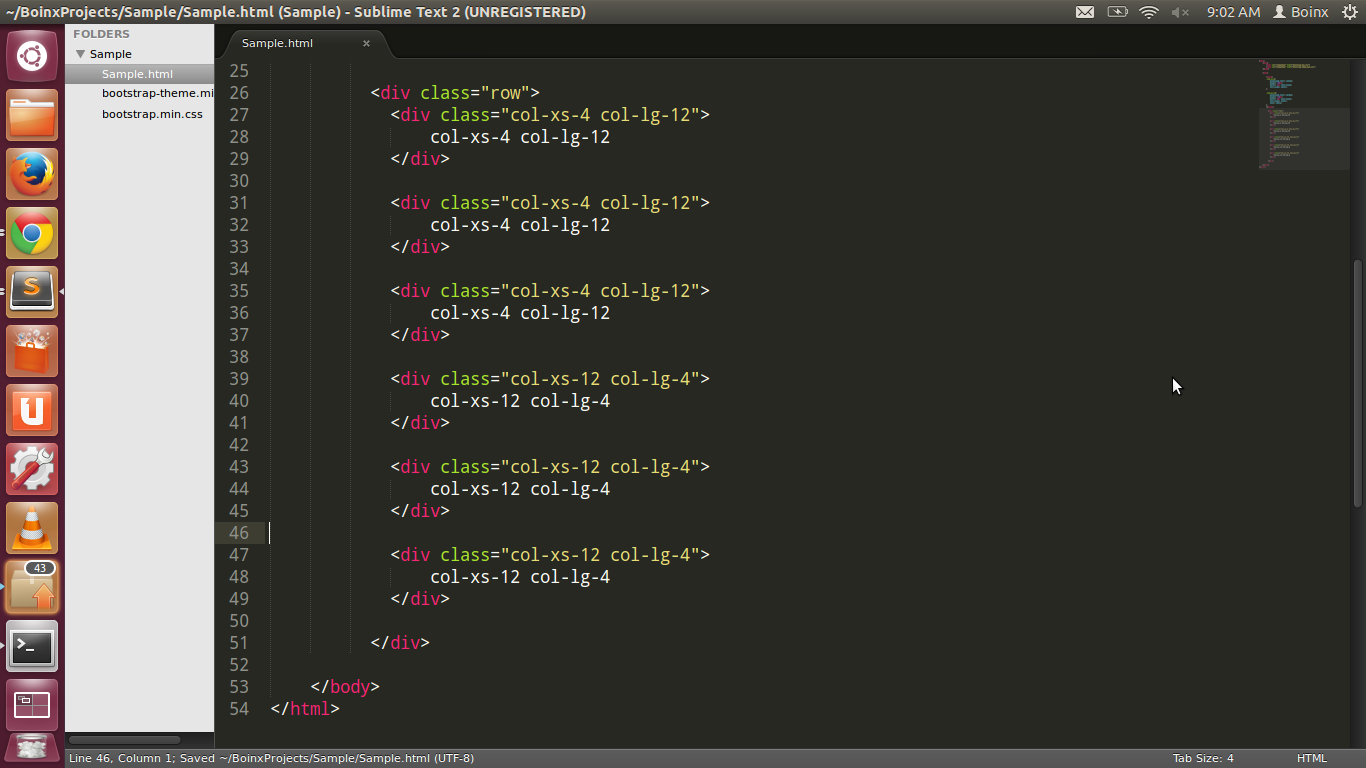 ~/BoinxProjects/Sample/Sample.html (Sample) - Sublime Text 2 (UNREGISTERED)
9:02 AM Boinx
FOLDERS
Sample
Sample.html
bootstrap-theme.mi
bootstrap.min.css
Sample.html ×
25
26 <div class="row">
27 <div class="col-xs-4 col-lg-12">
28 col-xs-4 col-lg-12
29 </div>
30
31 <div class="col-xs-4 col-lg-12">
32 col-xs-4 col-lg-12
33 </div>
34
35 <div class="col-xs-4 col-lg-12">
36 col-xs-4 col-lg-12
37 </div>
38
39 <div class="col-xs-12 col-lg-4">
40 col-xs-12 col-lg-4
41 </div>
42
43 <div class="col-xs-12 col-lg-4">
44 col-xs-12 col-lg-4
45 </div>
46
47 <div class="col-xs-12 col-lg-4">
48 col-xs-12 col-lg-4
49 </div>
50
51 </div>
52
53 </body>
54 </html>
43
Line 46, Column 1; Saved ~/BoinxProjects/Sample/Sample.html (UTF-8)
Tab Size: 4
HTML